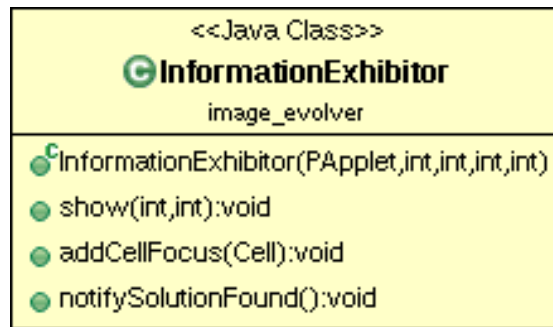 <<Java Class>>
C InformationExhibitor
image_evolver
C InformationExhibitor(PApplet,int,int,int,int)
show(int,int):void
addCellFocus(Cell):void
notifySolutionFound():void